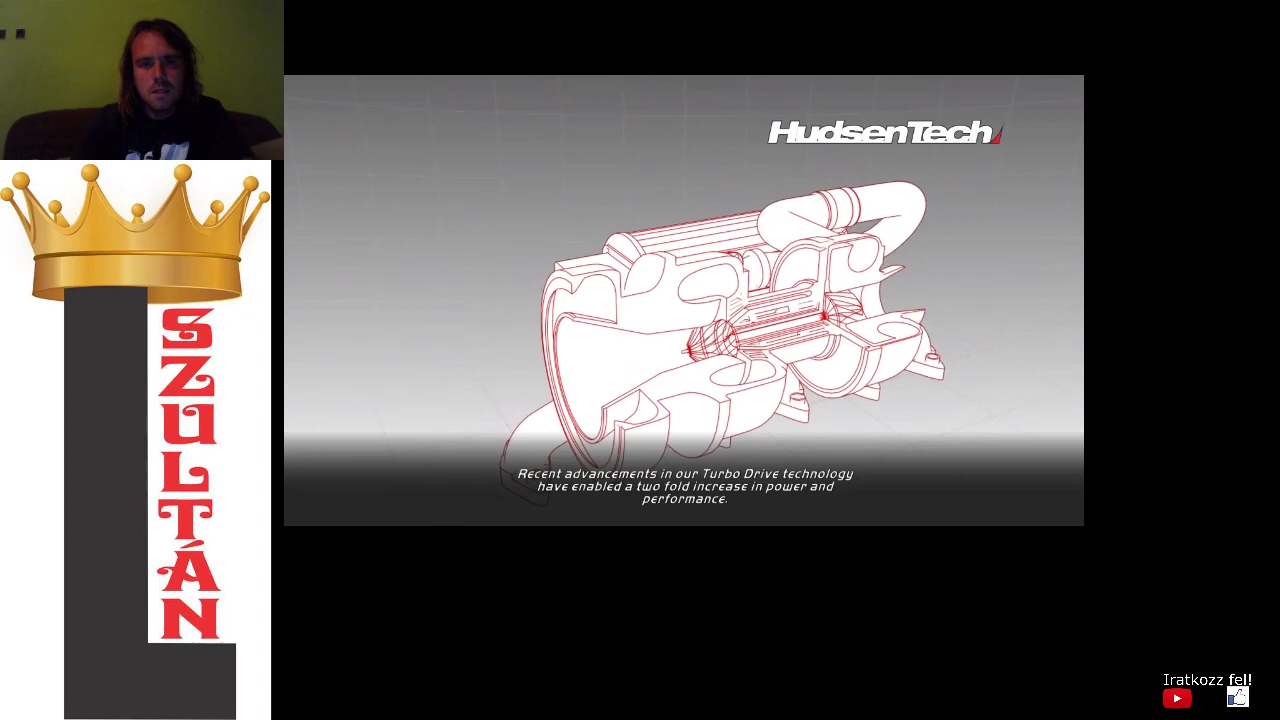 HudsenTech
L
SZULTÁN
Recent advancements in our Turbo Drive technology
have enabled a two fold increase in power and
performance.
Iratkozz fel!